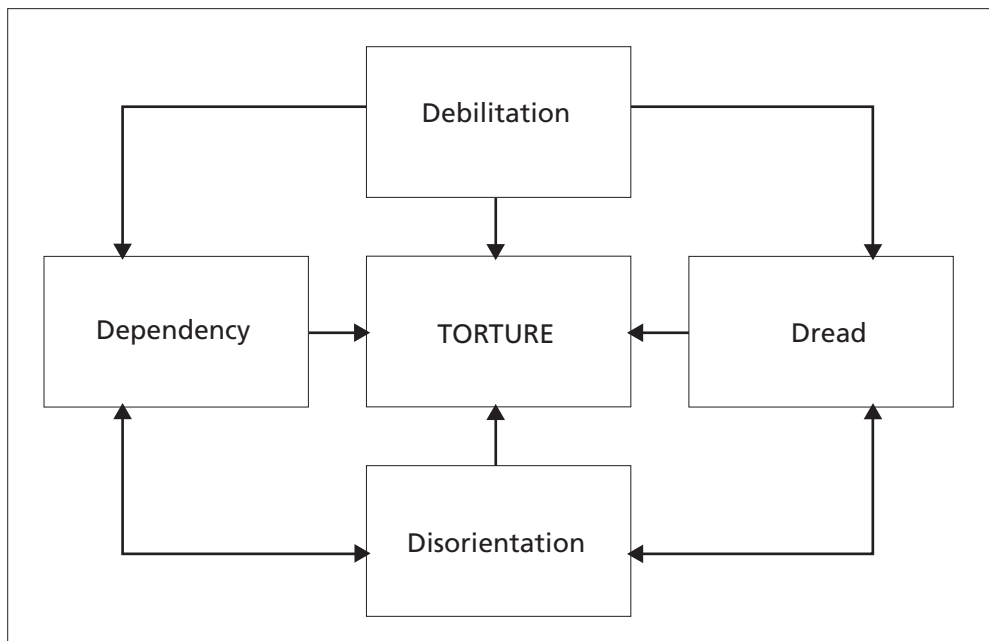 Debilitation
Dependency
TORTURE
Dread
Disorientation